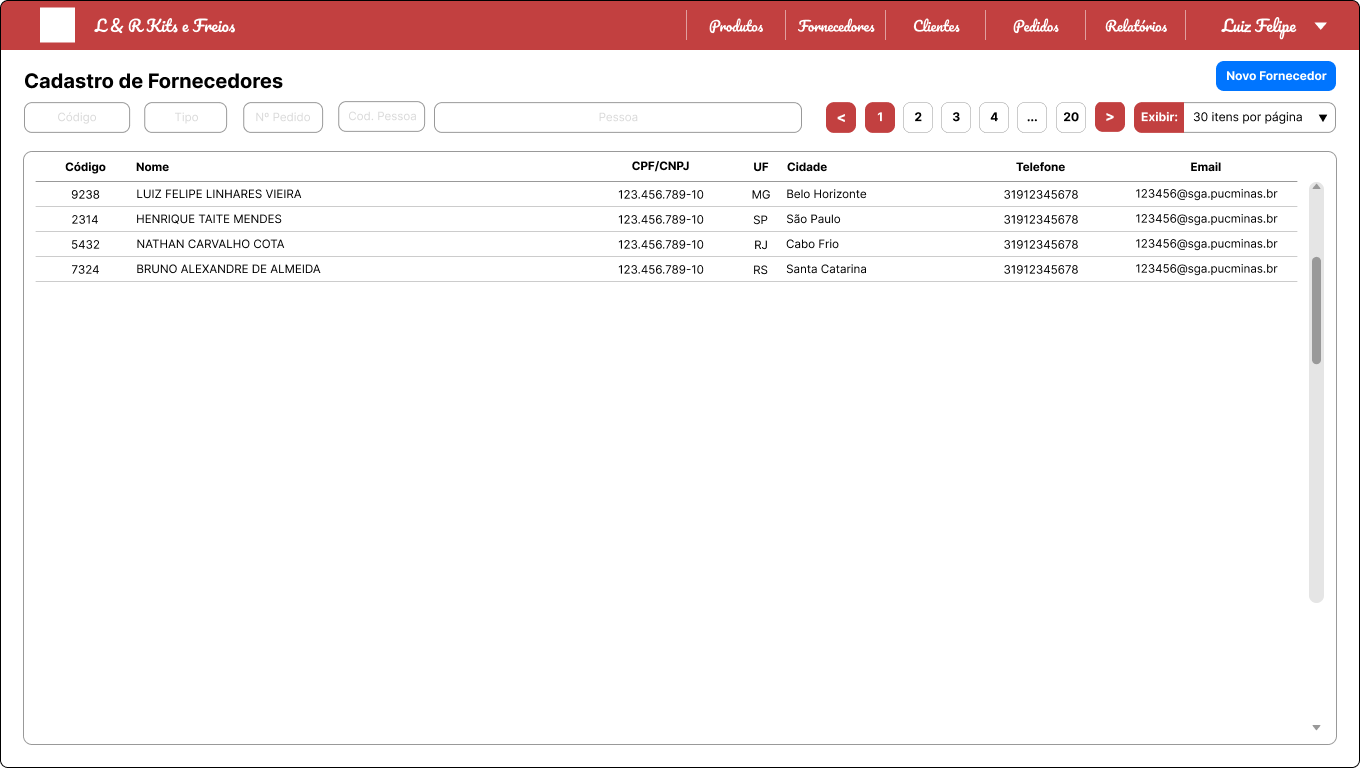 L & R Kits e Freios Produtos Fornecedores Clientes Pedidos Relatórios Luiz Felipe
Cadastro de Fornecedores Novo Fornecedor
Código Tipo Nº Pedido Cod. Pessoa Pessoa < 1 2 3 4 ... 20 > Exibir: 30 itens por página
Código Nome CPF/CNPJ UF Cidade Telefone Email
9238 LUIZ FELIPE LINHARES VIEIRA 123.456.789-10 MG Belo Horizonte 31912345678 123456@sga.pucminas.br
2314 HENRIQUE TAITE MENDES 123.456.789-10 SP São Paulo 31912345678 123456@sga.pucminas.br
5432 NATHAN CARVALHO COTA 123.456.789-10 RJ Cabo Frio 31912345678 123456@sga.pucminas.br
7324 BRUNO ALEXANDRE DE ALMEIDA 123.456.789-10 RS Santa Catarina 31912345678 123456@sga.pucminas.br